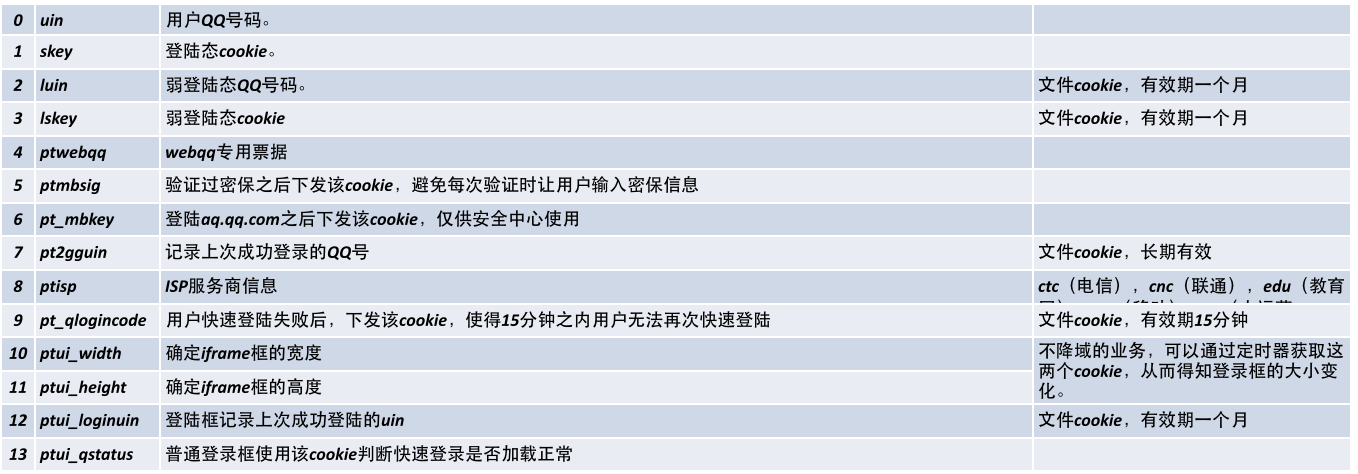 0 uin 用户QQ号码。
1 skey 登陆态cookie。
2 luin 弱登陆态QQ号码。 文件cookie，有效期一个月
3 lskey 弱登陆态cookie 文件cookie，有效期一个月
4 ptwebqq webqq专用票据
5 ptmbsig 验证过密保之后下发该cookie，避免每次验证时让用户输入密保信息
6 pt_mbkey 登陆aq.qq.com之后下发该cookie，仅供安全中心使用
7 pt2gguin 记录上次成功登录的QQ号 文件cookie，长期有效
8 ptisp ISP服务商信息 ctc（电信），cnc（联通），edu（教育
9 pt_qlogincode 用户快速登陆失败后，下发该cookie，使得15分钟之内用户无法再次快速登陆 文件cookie，有效期15分钟
10 ptui_width 确定iframe框的宽度 不降域的业务，可以通过定时器获取这
两个cookie，从而得知登录框的大小变
11 ptui_height 确定iframe框的高度 化。
12 ptui_loginuin 登陆框记录上次成功登陆的uin 文件cookie，有效期一个月
13 ptui_qstatus 普通登录框使用该cookie判断快速登录是否加载正常